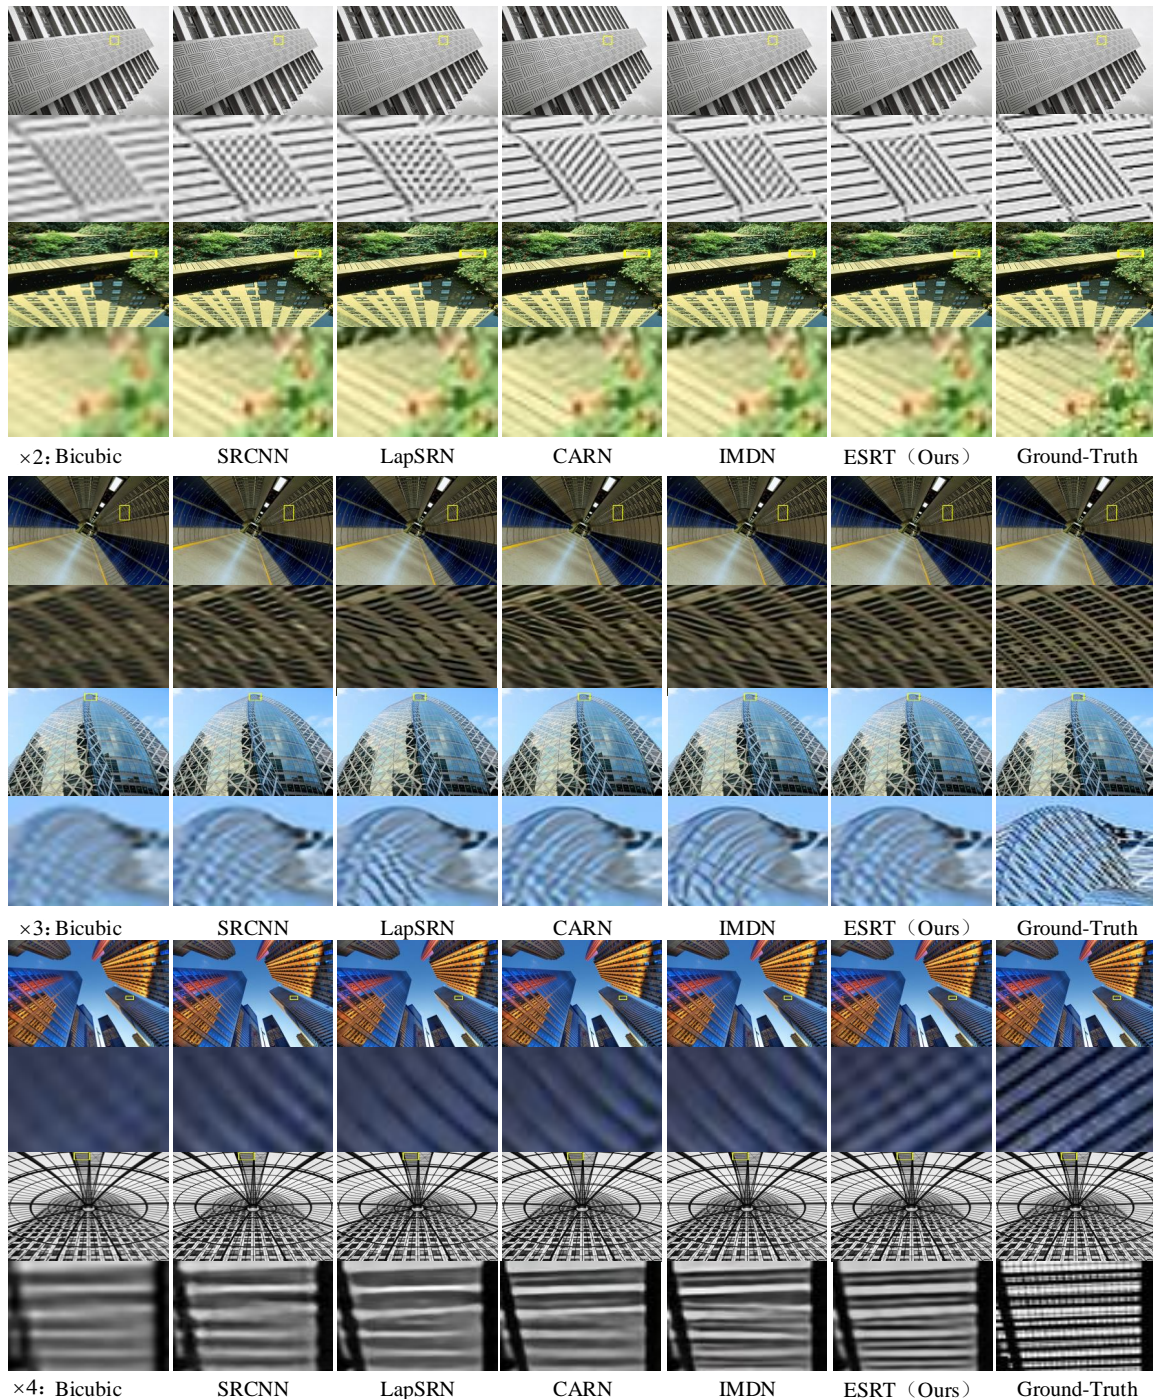 ×2: Bicubic SRCNN LapSRN CARN IMDN ESRT（Ours） Ground-Truth
×3: Bicubic SRCNN LapSRN CARN IMDN ESRT（Ours） Ground-Truth
×4: Bicubic SRCNN LapSRN CARN IMDN ESRT（Ours） Ground-Truth